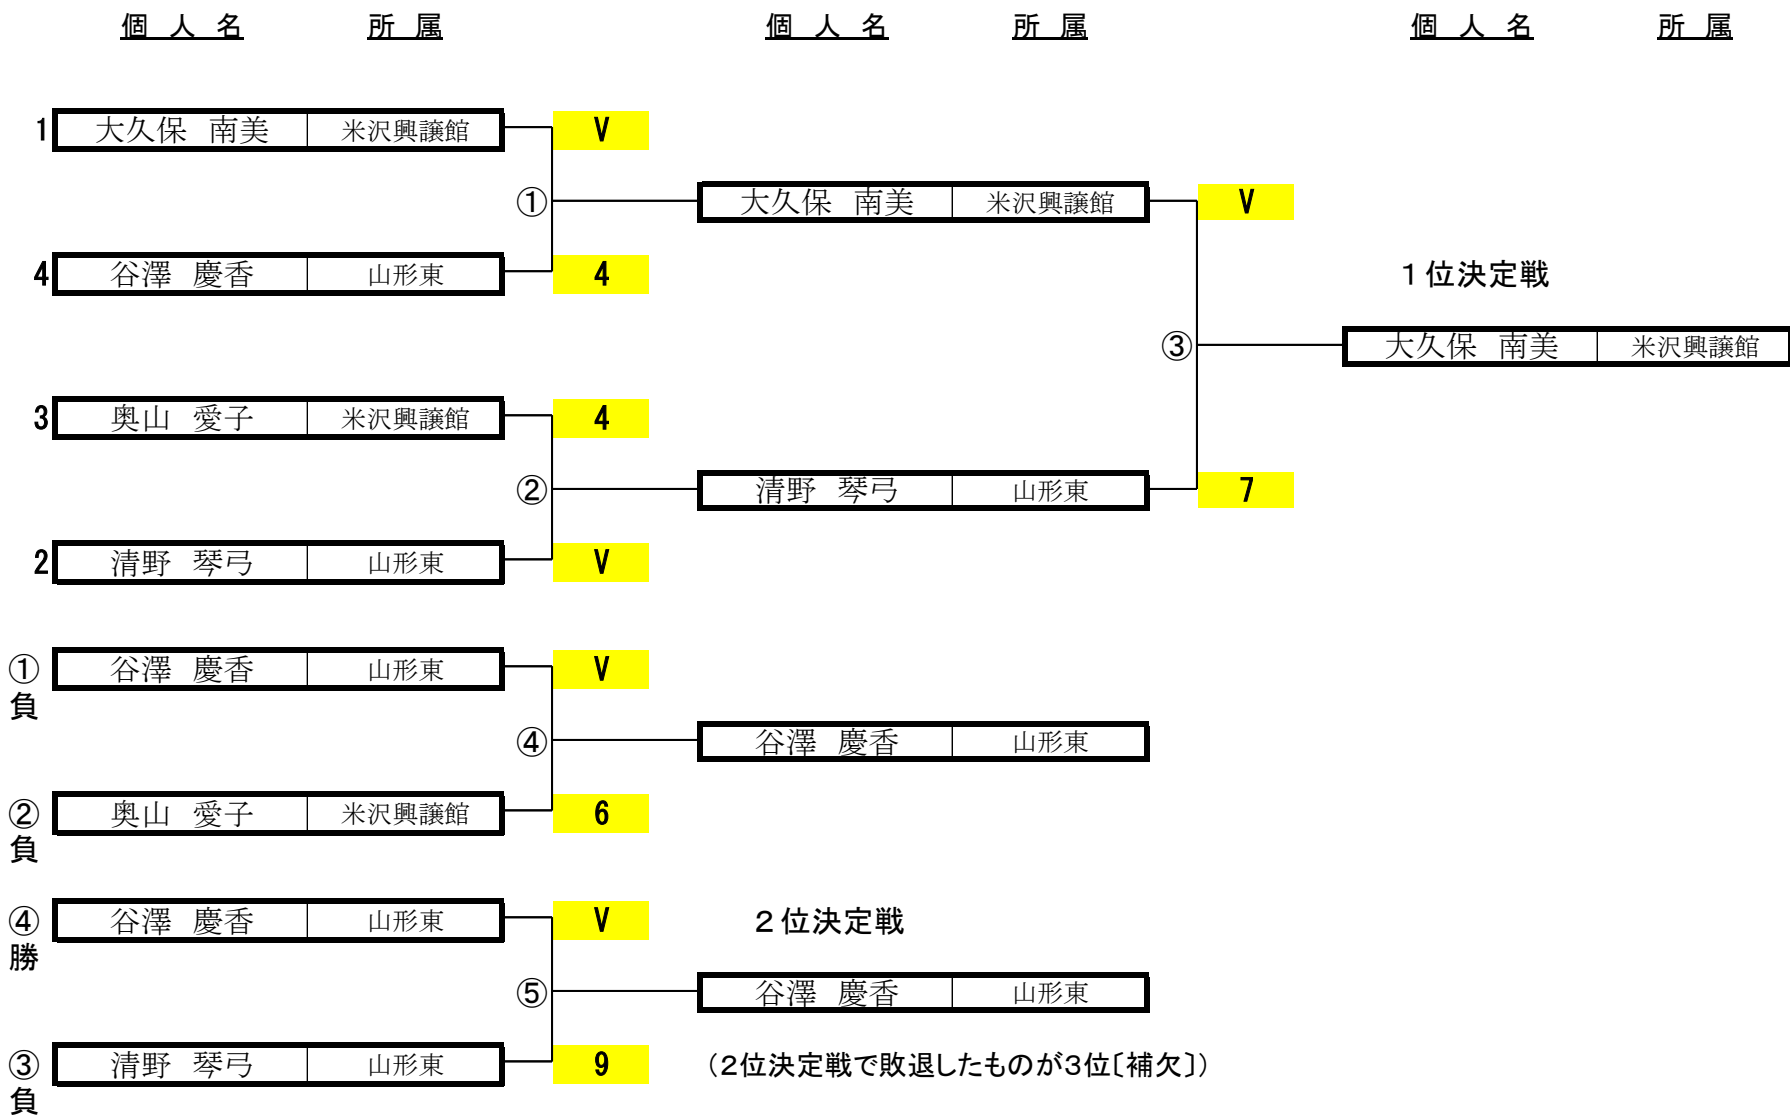 個 人 名 所 属 個 人 名 所 属 個 人 名 所 属
1 大久保 南美 米沢興譲館 V
① 大久保 南美 米沢興譲館 V
4 谷澤 慶香 山形東 4 １位決定戦
③ 大久保 南美 米沢興譲館
3 奥山 愛子 米沢興譲館 4
② 清野 琴弓 山形東 7
2 清野 琴弓 山形東 V
①負 谷澤 慶香 山形東 V
④ 谷澤 慶香 山形東
②負 奥山 愛子 米沢興譲館 6
④勝 谷澤 慶香 山形東 V ２位決定戦
⑤ 谷澤 慶香 山形東
③負 清野 琴弓 山形東 9 （2位決定戦で敗退したものが3位〔補欠〕）